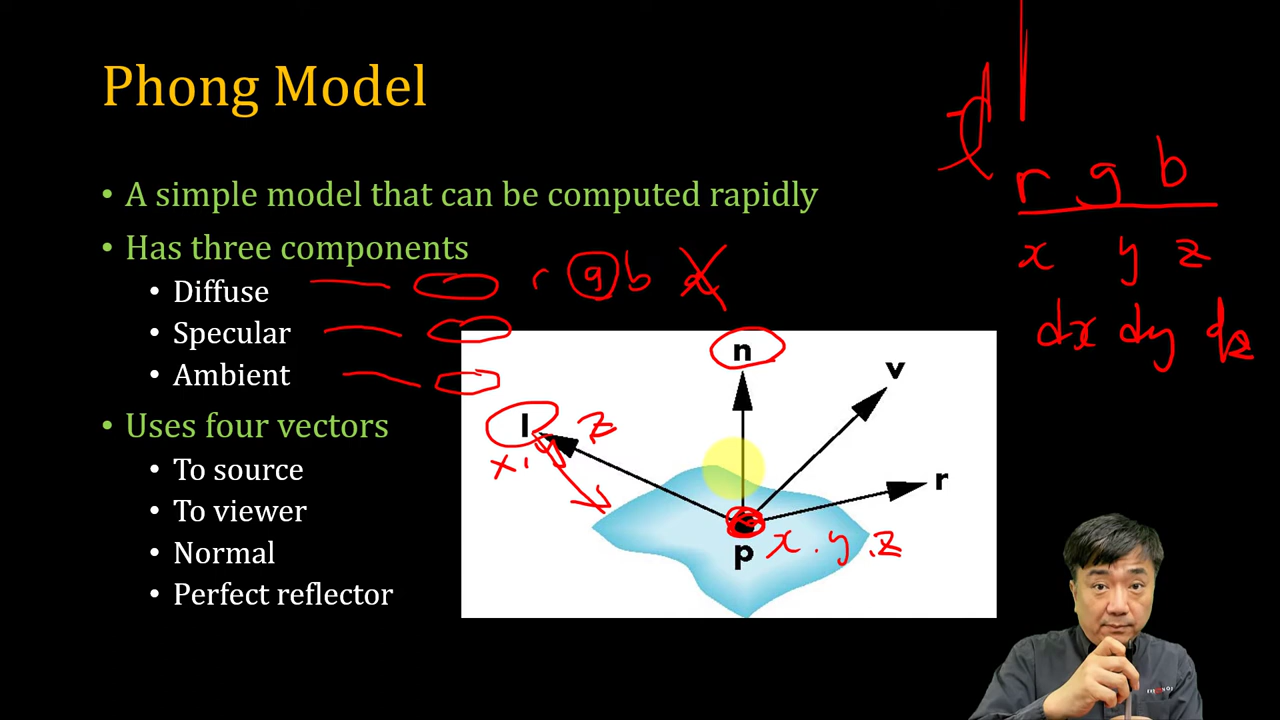 Phong Model
• A simple model that can be computed rapidly
• Has three components
• Diffuse
• Specular
• Ambient
• Uses four vectors
• To source
• To viewer
• Normal
• Perfect reflector
r g b
n
v
l
z
x, y
r
p
x . y . z
r g b
x y z
dx dy dz